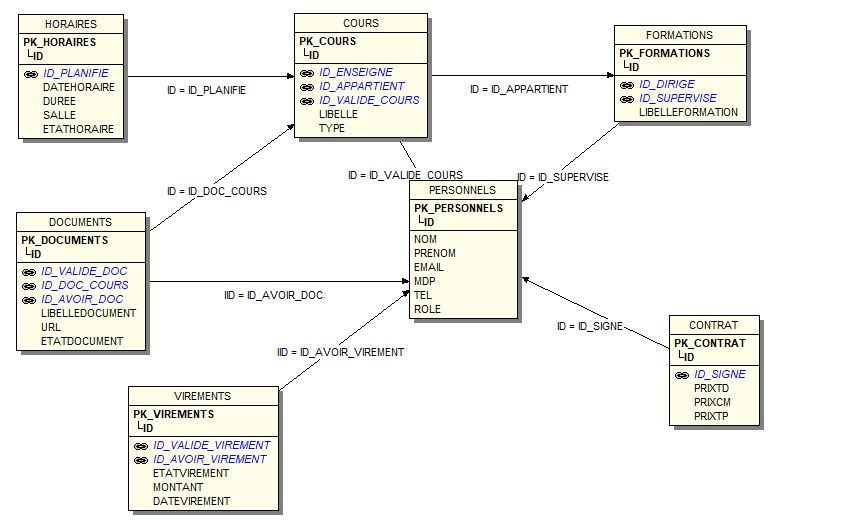 HORAIRES
PK_HORAIRES
ID
ID_PLANIFIE
DATEHORAIRE
DUREE
SALLE
ETATHORAIRE
ID = ID_PLANIFIE
COURS
PK_COURS
ID
ID_ENSEIGNE
ID_APPARTIENT
ID_VALIDE_COURS
LIBELLE
TYPE
ID = ID_APPARTIENT
FORMATIONS
PK_FORMATIONS
ID
ID_DIRIGE
ID_SUPERVISE
LIBELLEFORMATION
ID = ID_DOC_COURS
ID = ID_VALIDE_COURS
ID = ID_SUPERVISE
DOCUMENTS
PK_DOCUMENTS
ID
ID_VALIDE_DOC
ID_DOC_COURS
ID_AVOIR_DOC
LIBELLEDOCUMENT
URL
ETATDOCUMENT
IID = ID_AVOIR_DOC:
PERSONNELS
PK_PERSONNELS
ID
NOM
PRENOM
EMAIL
MDP
TEL
ROLE
IID = ID_AVOIR_VIREMENT
ID = ID_SIGNE
CONTRAT
PK_CONTRAT
ID
ID_SIGNE
PRIXTD
PRIXCM
PRIXTP
VIREMENTS
PK_VIREMENTS
ID
ID_VALIDE_VIREMENT
ID_AVOIR_VIREMENT
ETATVIREMENT
MONTANT
DATEVIREMENT